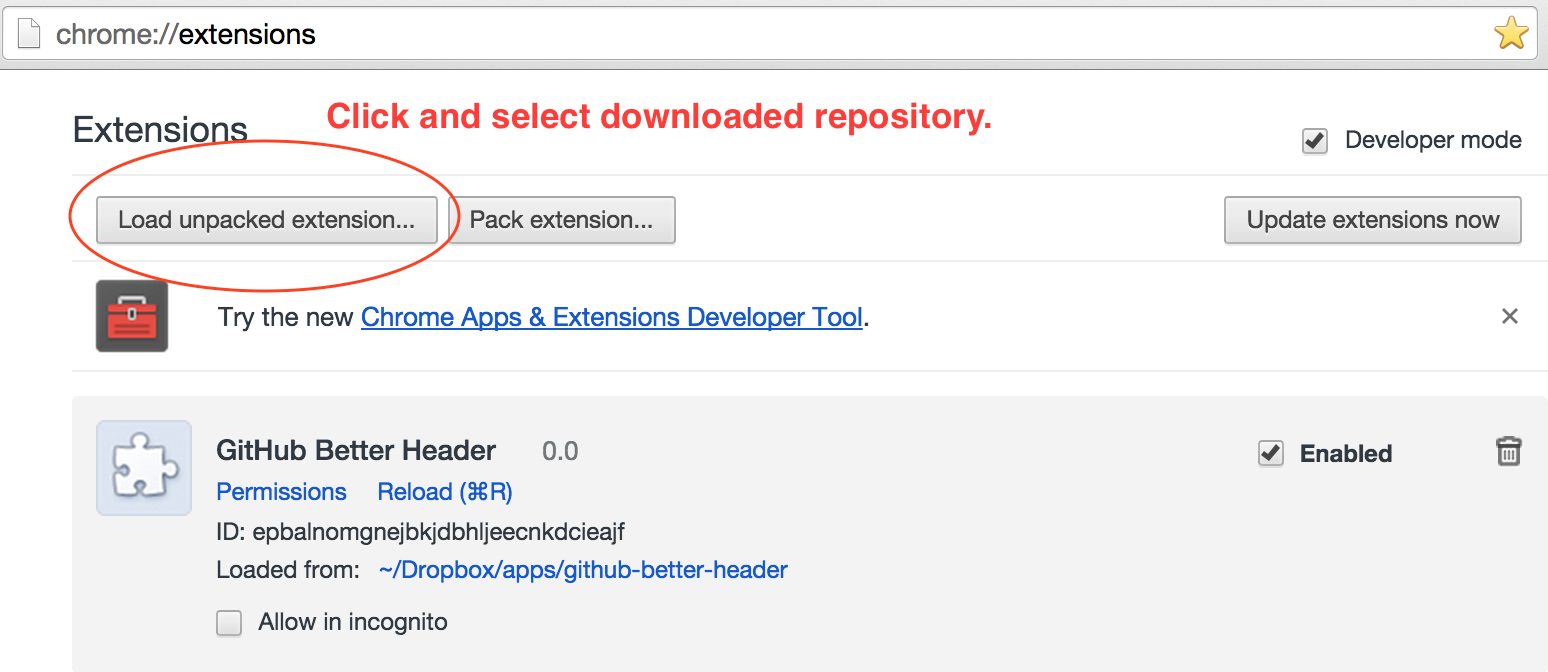 chrome://extensions
Click and select downloaded repository.
Extensions
Developer mode
Load unpacked extension... Pack extension... Update extensions now
Try the new Chrome Apps & Extensions Developer Tool.
GitHub Better Header 0.0 Enabled
Permissions Reload (⌘R)
ID: epbalnomgnejbkjdbhljeecnkdcieajf
Loaded from: ~/Dropbox/apps/github-better-header
Allow in incognito